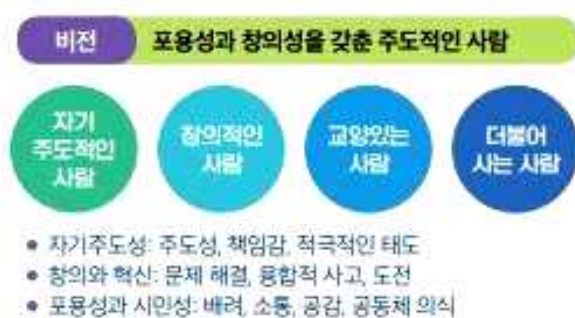 비전
포용성과 창의성을 갖춘 주도적인 사람
자기
주도적인
사람
창의적인
사람
교양있는
사람
더불어
사는 사람
• 자기주도성: 주도성, 책임감, 적극적인 태도
• 창의와 혁신: 문제 해결, 융합적 사고, 도전
• 포용성과 시민성: 배려, 소통, 공감, 공동체 의식